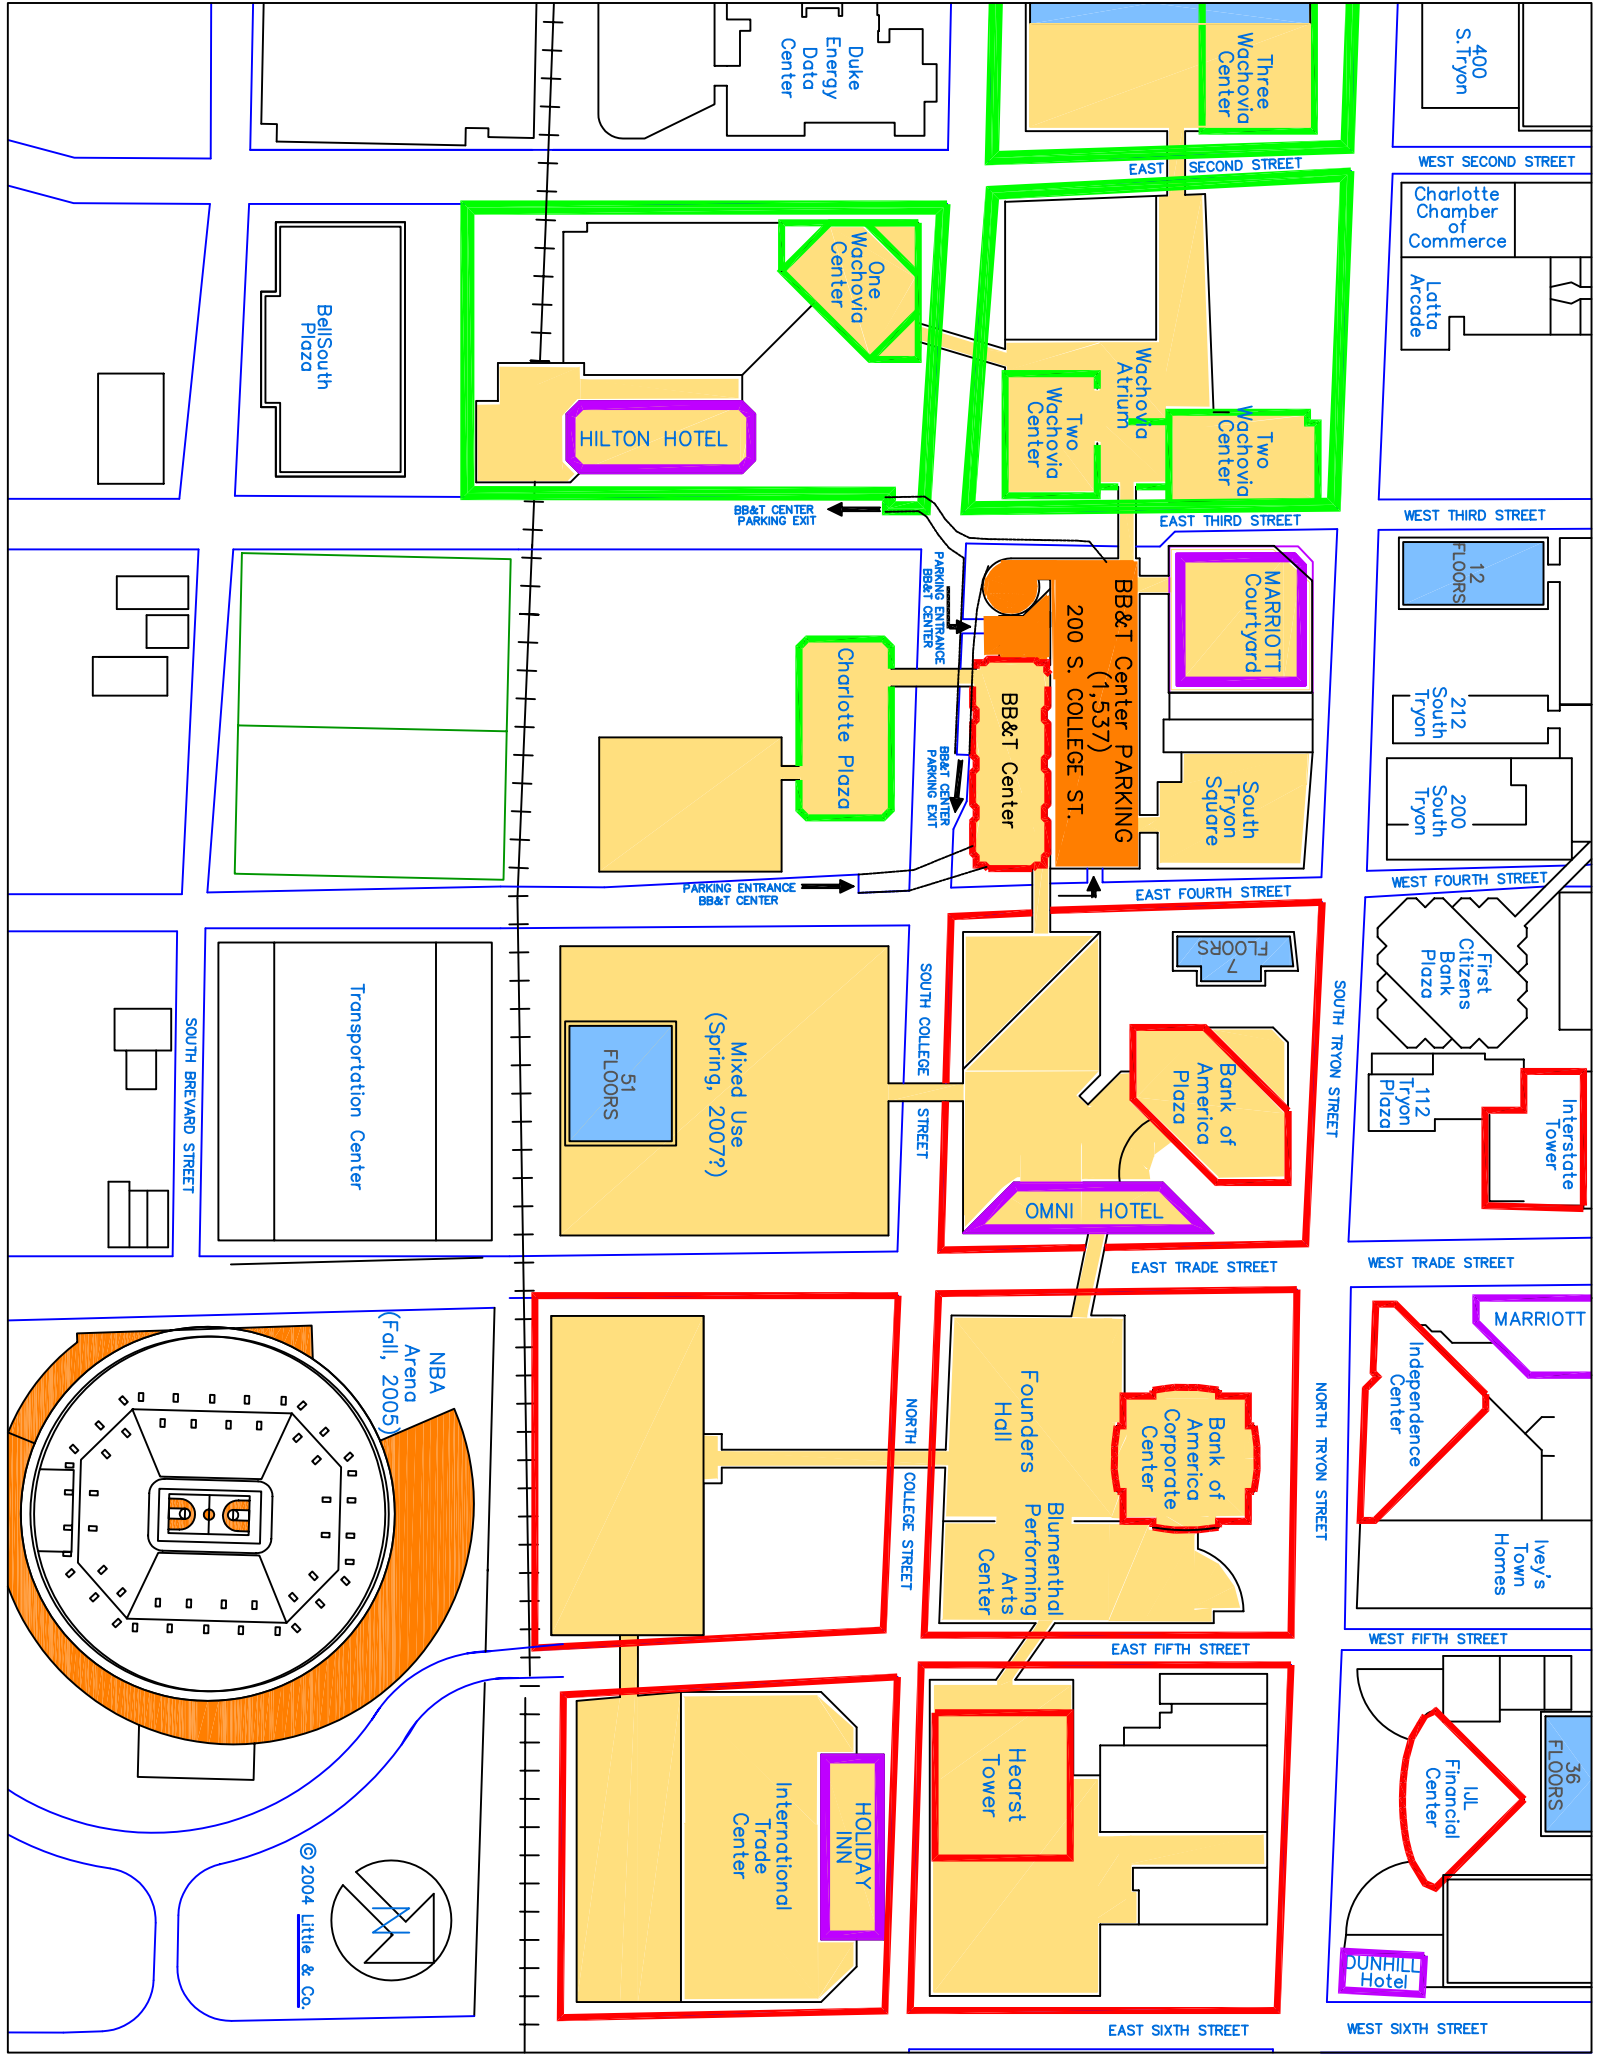 Duke
Energy
Data
Center
Three
Wachovia
Center
400
S.Tryon
EAST SECOND STREET
WEST SECOND STREET
Charlotte
Chamber
of
Commerce
Latta
Arcade
BellSouth
Plaza
One
Wachovia
Center
Wachovia
Atrium
Two
Wachovia
Center
Two
Wachovia
Center
HILTON HOTEL
BB&T CENTER
PARKING EXIT
EAST THIRD STREET
WEST THIRD STREET
PARKING ENTRANCE
BB&T CENTER
BB&T Center PARKING
(1,537)
200 S. COLLEGE ST.
MARRIOTT
Courtyard
12
FLOORS
212
South
Tryon
Charlotte Plaza
BB&T Center
BB&T CENTER
PARKING EXIT
South
Tryon
Square
200
South
Tryon
PARKING ENTRANCE
BB&T CENTER
EAST FOURTH STREET
WEST FOURTH STREET
7
FLOORS
First
Citizens
Bank
Plaza
SOUTH BREVARD STREET
Transportation Center
51
FLOORS
Mixed Use
(Spring, 2007?)
SOUTH COLLEGE STREET
Bank of
America
Plaza
SOUTH TRYON STREET
112
Tryon
Plaza
Interstate
Tower
OMNI HOTEL
EAST TRADE STREET
WEST TRADE STREET
NBA
Arena
(Fall, 2005)
NORTH COLLEGE STREET
Founders
Hall
Bank of
America
Corporate
Center
NORTH TRYON STREET
Independence
Center
MARRIOTT
Blumenthal
Performing
Arts
Center
Ivey's
Town
Homes
EAST FIFTH STREET
WEST FIFTH STREET
International
Trade
Center
HOLIDAY
INN
Hearst
Tower
IJL
Financial
Center
36
FLOORS
© 2004 Little & Co.
N
DUNHILL
Hotel
EAST SIXTH STREET
WEST SIXTH STREET